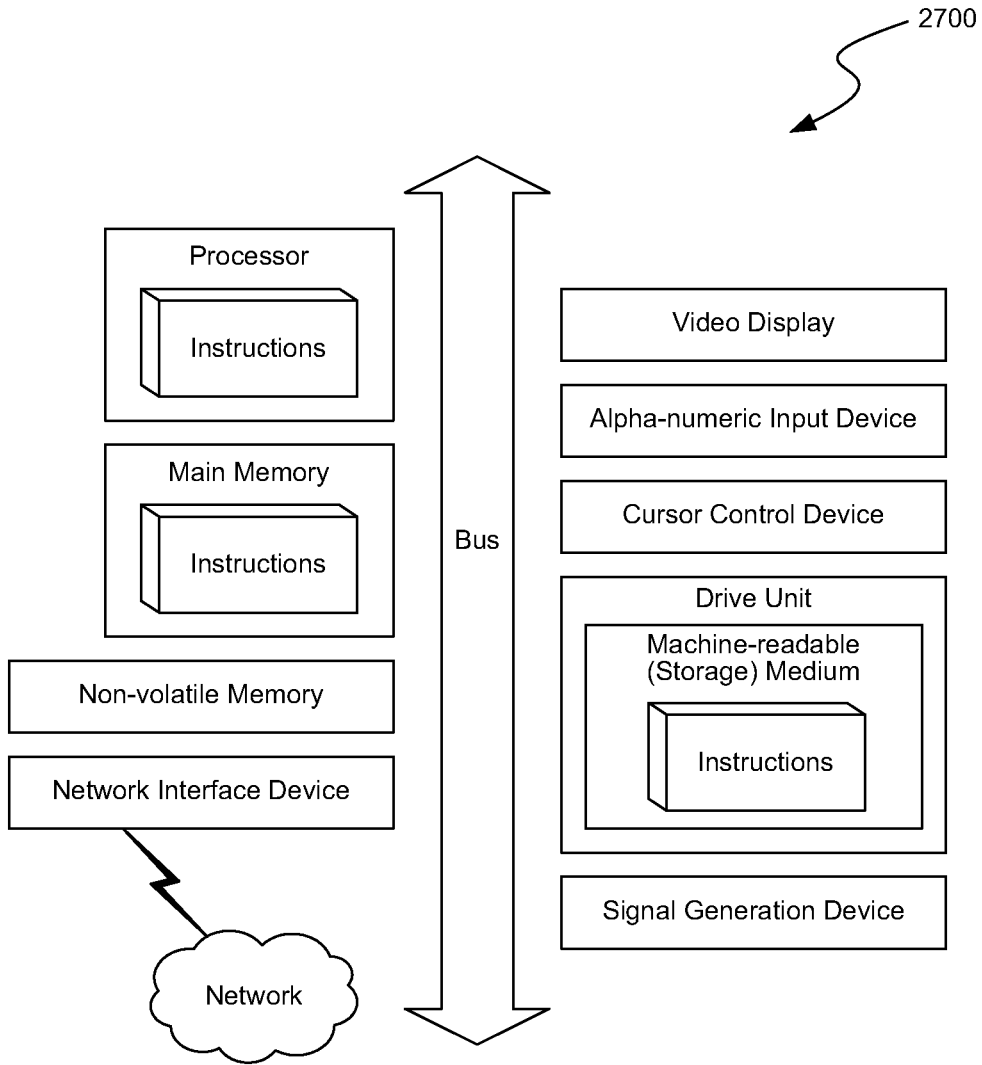 2700
Processor
Instructions
Main Memory
Instructions
Non-volatile Memory
Network Interface Device
Network
Bus
Video Display
Alpha-numeric Input Device
Cursor Control Device
Drive Unit
Machine-readable
(Storage) Medium
Instructions
Signal Generation Device